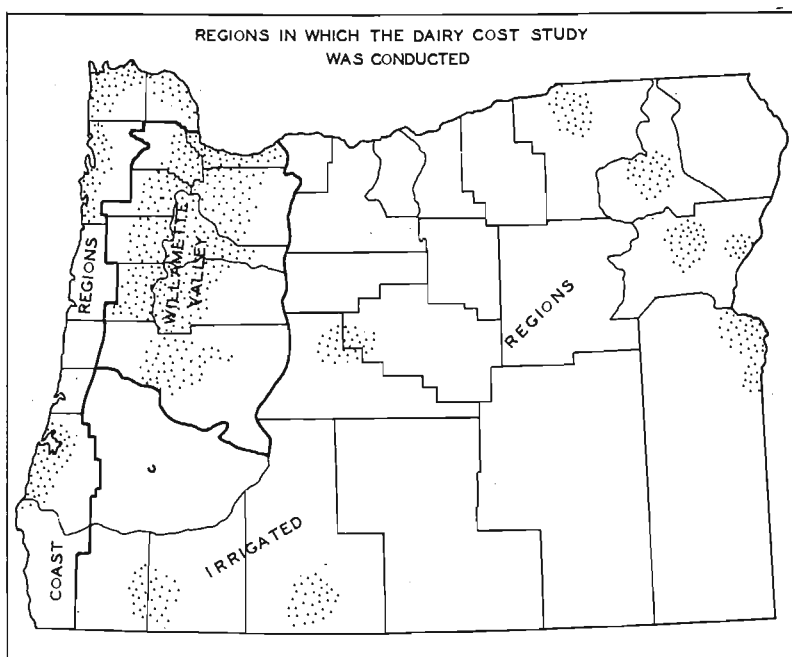 REGIONS IN WHICH THE DAIRY COST STUDY
WAS CONDUCTED
WILLAMETTE
VALLEY
REGIONS
REGIONS
COAST
IRRIGATED